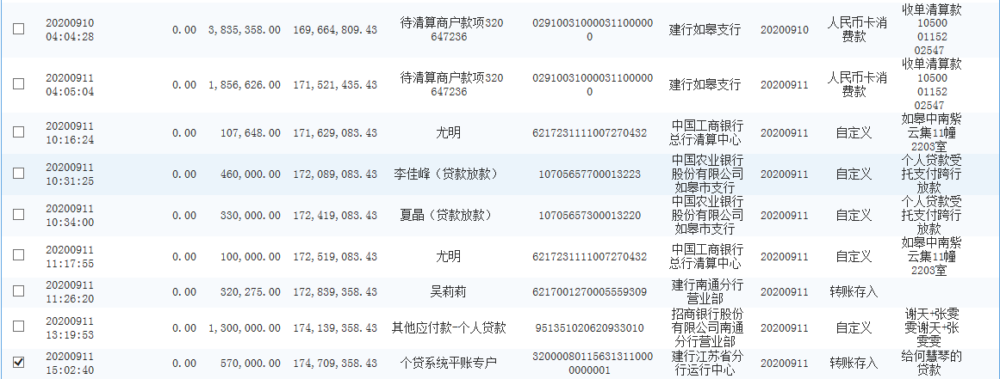 20200910
04:04:28
0.00
3,835,358.00
169,664,809.43
待清算商户款项320
647236
02910031000031100000
0
建行如皋支行
20200910
人民币卡消
费款
收单清算款
10500
01152
02547
20200911
04:05:04
0.00
1,856,626.00
171,521,435.43
待清算商户款项320
647236
02910031000031100000
0
建行如皋支行
20200911
人民币卡消
费款
收单清算款
10500
01152
02547
20200911
10:16:24
0.00
107,648.00
171,629,083.43
尤明
6217231111007270432
中国工商银行
总行清算中心
20200911
自定义
如皋中南紫
云集11幢
2203室
20200911
10:31:25
0.00
460,000.00
172,089,083.43
李佳峰（贷款放款）
10705657700013223
中国农业银行
股份有限公司
如皋市支行
20200911
自定义
个人贷款受
托支付跨行
放款
20200911
10:34:00
0.00
330,000.00
172,419,083.43
夏晶（贷款放款）
10705657300013220
中国农业银行
股份有限公司
如皋市支行
20200911
自定义
个人贷款受
托支付跨行
放款
20200911
11:17:55
0.00
100,000.00
172,519,083.43
尤明
6217231111007270432
中国工商银行
总行清算中心
20200911
自定义
如皋中南紫
云集11幢
2203室
20200911
11:26:20
0.00
320,275.00
172,839,358.43
吴莉莉
6217001270005559309
建行南通分行
营业部
20200911
转账存入
20200911
13:19:53
0.00
1,300,000.00
174,139,358.43
其他应付款-个人贷款
951351020620933010
招商银行股份
有限公司南通
分行营业部
20200911
自定义
谢天+张雯
雯谢天+张
雯雯
20200911
15:02:40
0.00
570,000.00
174,709,358.43
个贷系统平账专户
32000080115631311000
0000001
建行江苏省分
行运行中心
20200911
转账存入
给何慧琴的
贷款